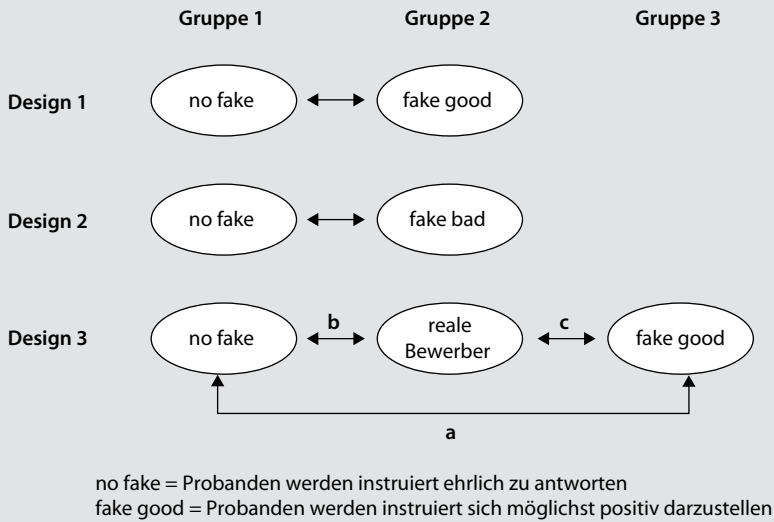 Gruppe 1 Gruppe 2 Gruppe 3
Design 1 no fake fake good
Design 2 no fake fake bad
Design 3 no fake b reale Bewerber c fake good
a
no fake = Probanden werden instruiert ehrlich zu antworten
fake good = Probanden werden instruiert sich möglichst positiv darzustellen